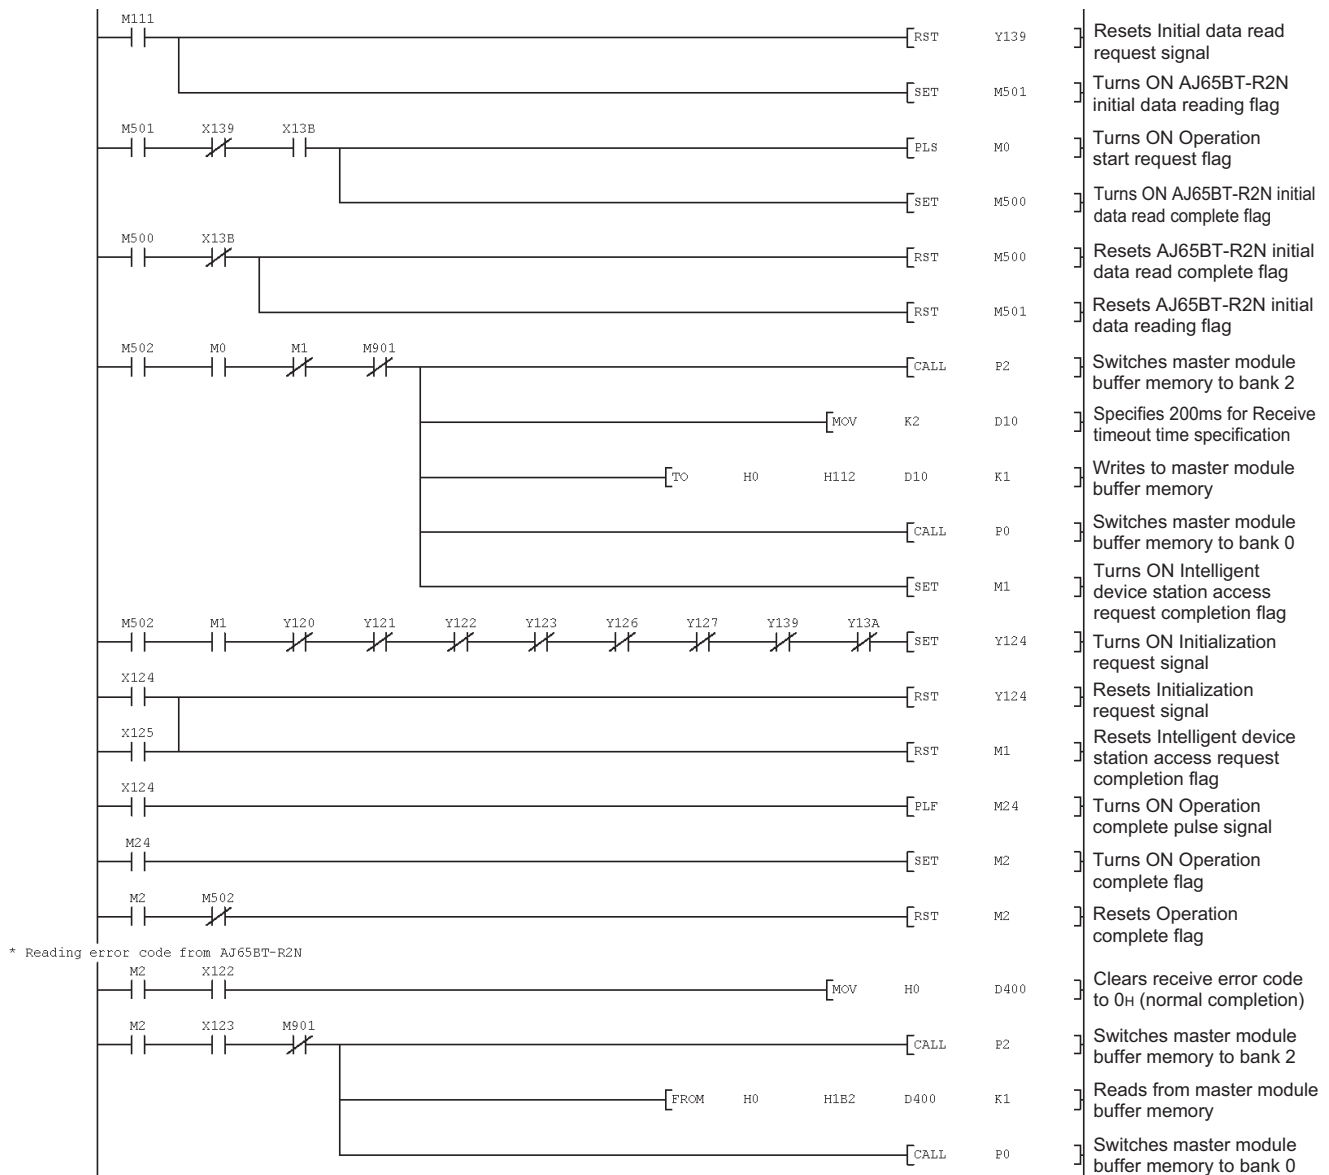 M111
RST Y139 Resets Initial data read
request signal
SET M501 Turns ON AJ65BT-R2N
initial data reading flag
M501 X139 X13B
PLS M0 Turns ON Operation
start request flag
SET M500 Turns ON AJ65BT-R2N initial
data read complete flag
M500 X13B
RST M500 Resets AJ65BT-R2N initial
data read complete flag
RST M501 Resets AJ65BT-R2N initial
data reading flag
M502 M0 M1 M901
CALL P2 Switches master module
buffer memory to bank 2
MOV K2 D10 Specifies 200ms for Receive
timeout time specification
TO H0 H112 D10 K1 Writes to master module
buffer memory
CALL P0 Switches master module
buffer memory to bank 0
SET M1 Turns ON Intelligent
device station access
request completion flag
M502 M1 Y120 Y121 Y122 Y123 Y126 Y127 Y139 Y13A
SET Y124 Turns ON Initialization
request signal
X124
RST Y124 Resets Initialization
request signal
X125
RST M1 Resets Intelligent device
station access request
completion flag
X124
PLF M24 Turns ON Operation
complete pulse signal
M24
SET M2 Turns ON Operation
complete flag
M2 M502
RST M2 Resets Operation
complete flag
* Reading error code from AJ65BT-R2N
M2 X122
MOV H0 D400 Clears receive error code
to 0H (normal completion)
M2 X123 M901
CALL P2 Switches master module
buffer memory to bank 2
FROM H0 H1B2 D400 K1 Reads from master module
buffer memory
CALL P0 Switches master module
buffer memory to bank 0